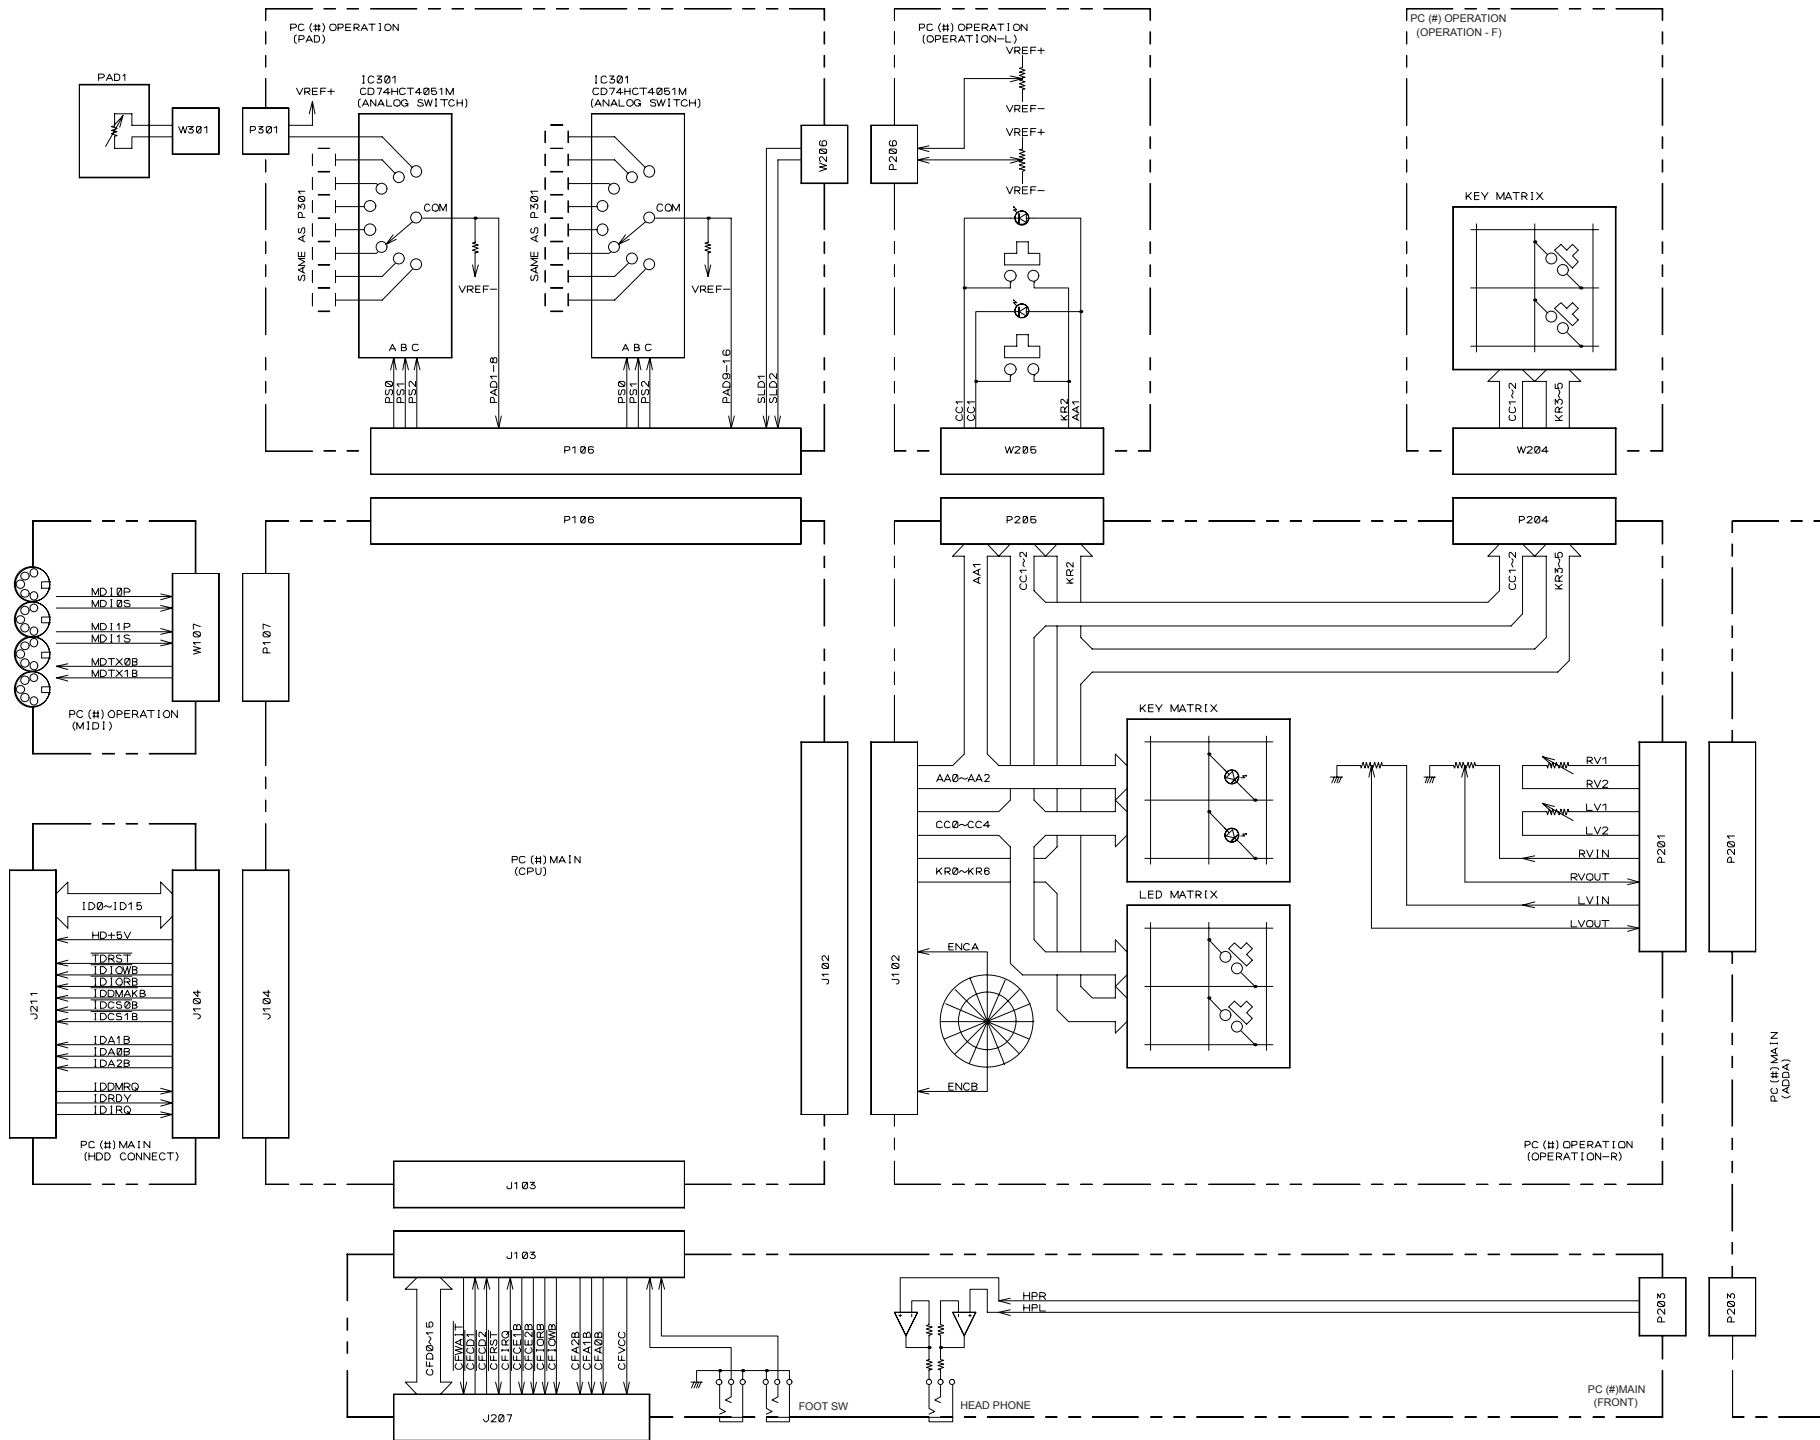 PC (#) OPERATION
(PAD)
PC (#) OPERATION
(OPERATION-L)
PC (#) OPERATION
(OPERATION - F)
PAD1
W301
P301
VREF+
IC301
CD74HCT4051M
(ANALOG SWITCH)
SAME AS P301
COM
VREF-
A B C
PS0
PS1
PS2
PAD1-8
IC301
CD74HCT4051M
(ANALOG SWITCH)
SAME AS P301
COM
VREF-
A B C
PS0
PS1
PS2
PAD9-16
SLD1
SLD2
W206
P106
P206
VREF+
VREF-
VREF+
VREF-
CC1
CC1
KR2
AA1
W205
KEY MATRIX
CC1~2
KR3~5
W204
MDI0P
MDI0S
MDI1P
MDI1S
MDTX0B
MDTX1B
W107
PC (#) OPERATION
(MIDI)
P107
P106
PC (#) MAIN
(CPU)
J211
ID0~ID15
HD+5V
TDRST
IDIOWB
IDIORB
IDDMAKB
IDCS0B
IDCS1B
IDA1B
IDA0B
IDA2B
IDDMRQ
IDRDY
IDIRQ
J104
PC (#) MAIN
(HDD CONNECT)
J104
J102
J103
P205
P204
AA1
CC1~2
KR2
CC1~2
KR3~5
J102
AA0~AA2
CC0~CC4
KR0~KR6
ENCA
ENCB
KEY MATRIX
LED MATRIX
RV1
RV2
LV1
LV2
RVIN
RVOUT
LVIN
LVOUT
P201
PC (#) OPERATION
(OPERATION-R)
P201
PC (#) MAIN
(ADDA)
J103
CFD0~15
CFWAIT
CFCD1
CFCD2
CFRST
CFIRQ
CFCE1B
CFCE2B
CFIORB
CFIOWB
CFA2B
CFA1B
CFA0B
CFVCC
J207
FOOT SW
HEAD PHONE
HPR
HPL
P203
P203
PC (#)MAIN
(FRONT)